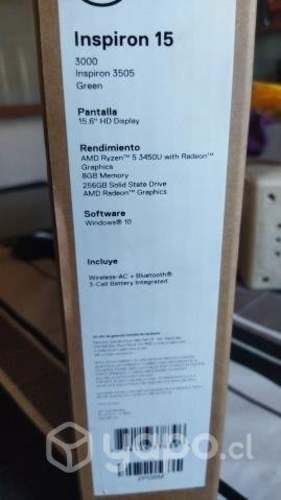 Inspiron 15
3000
Inspiron 3505
Green
Pantalla
15.6" HD Display
Rendimiento
AMD Ryzen™ 5 3450U with Radeon™
Graphics
8GB Memory
256GB Solid State Drive
AMD Radeon™ Graphics
Software
Windows® 10
Incluye
Wireless-AC + Bluetooth®
3-Cell Battery Integrated
yapo.cl